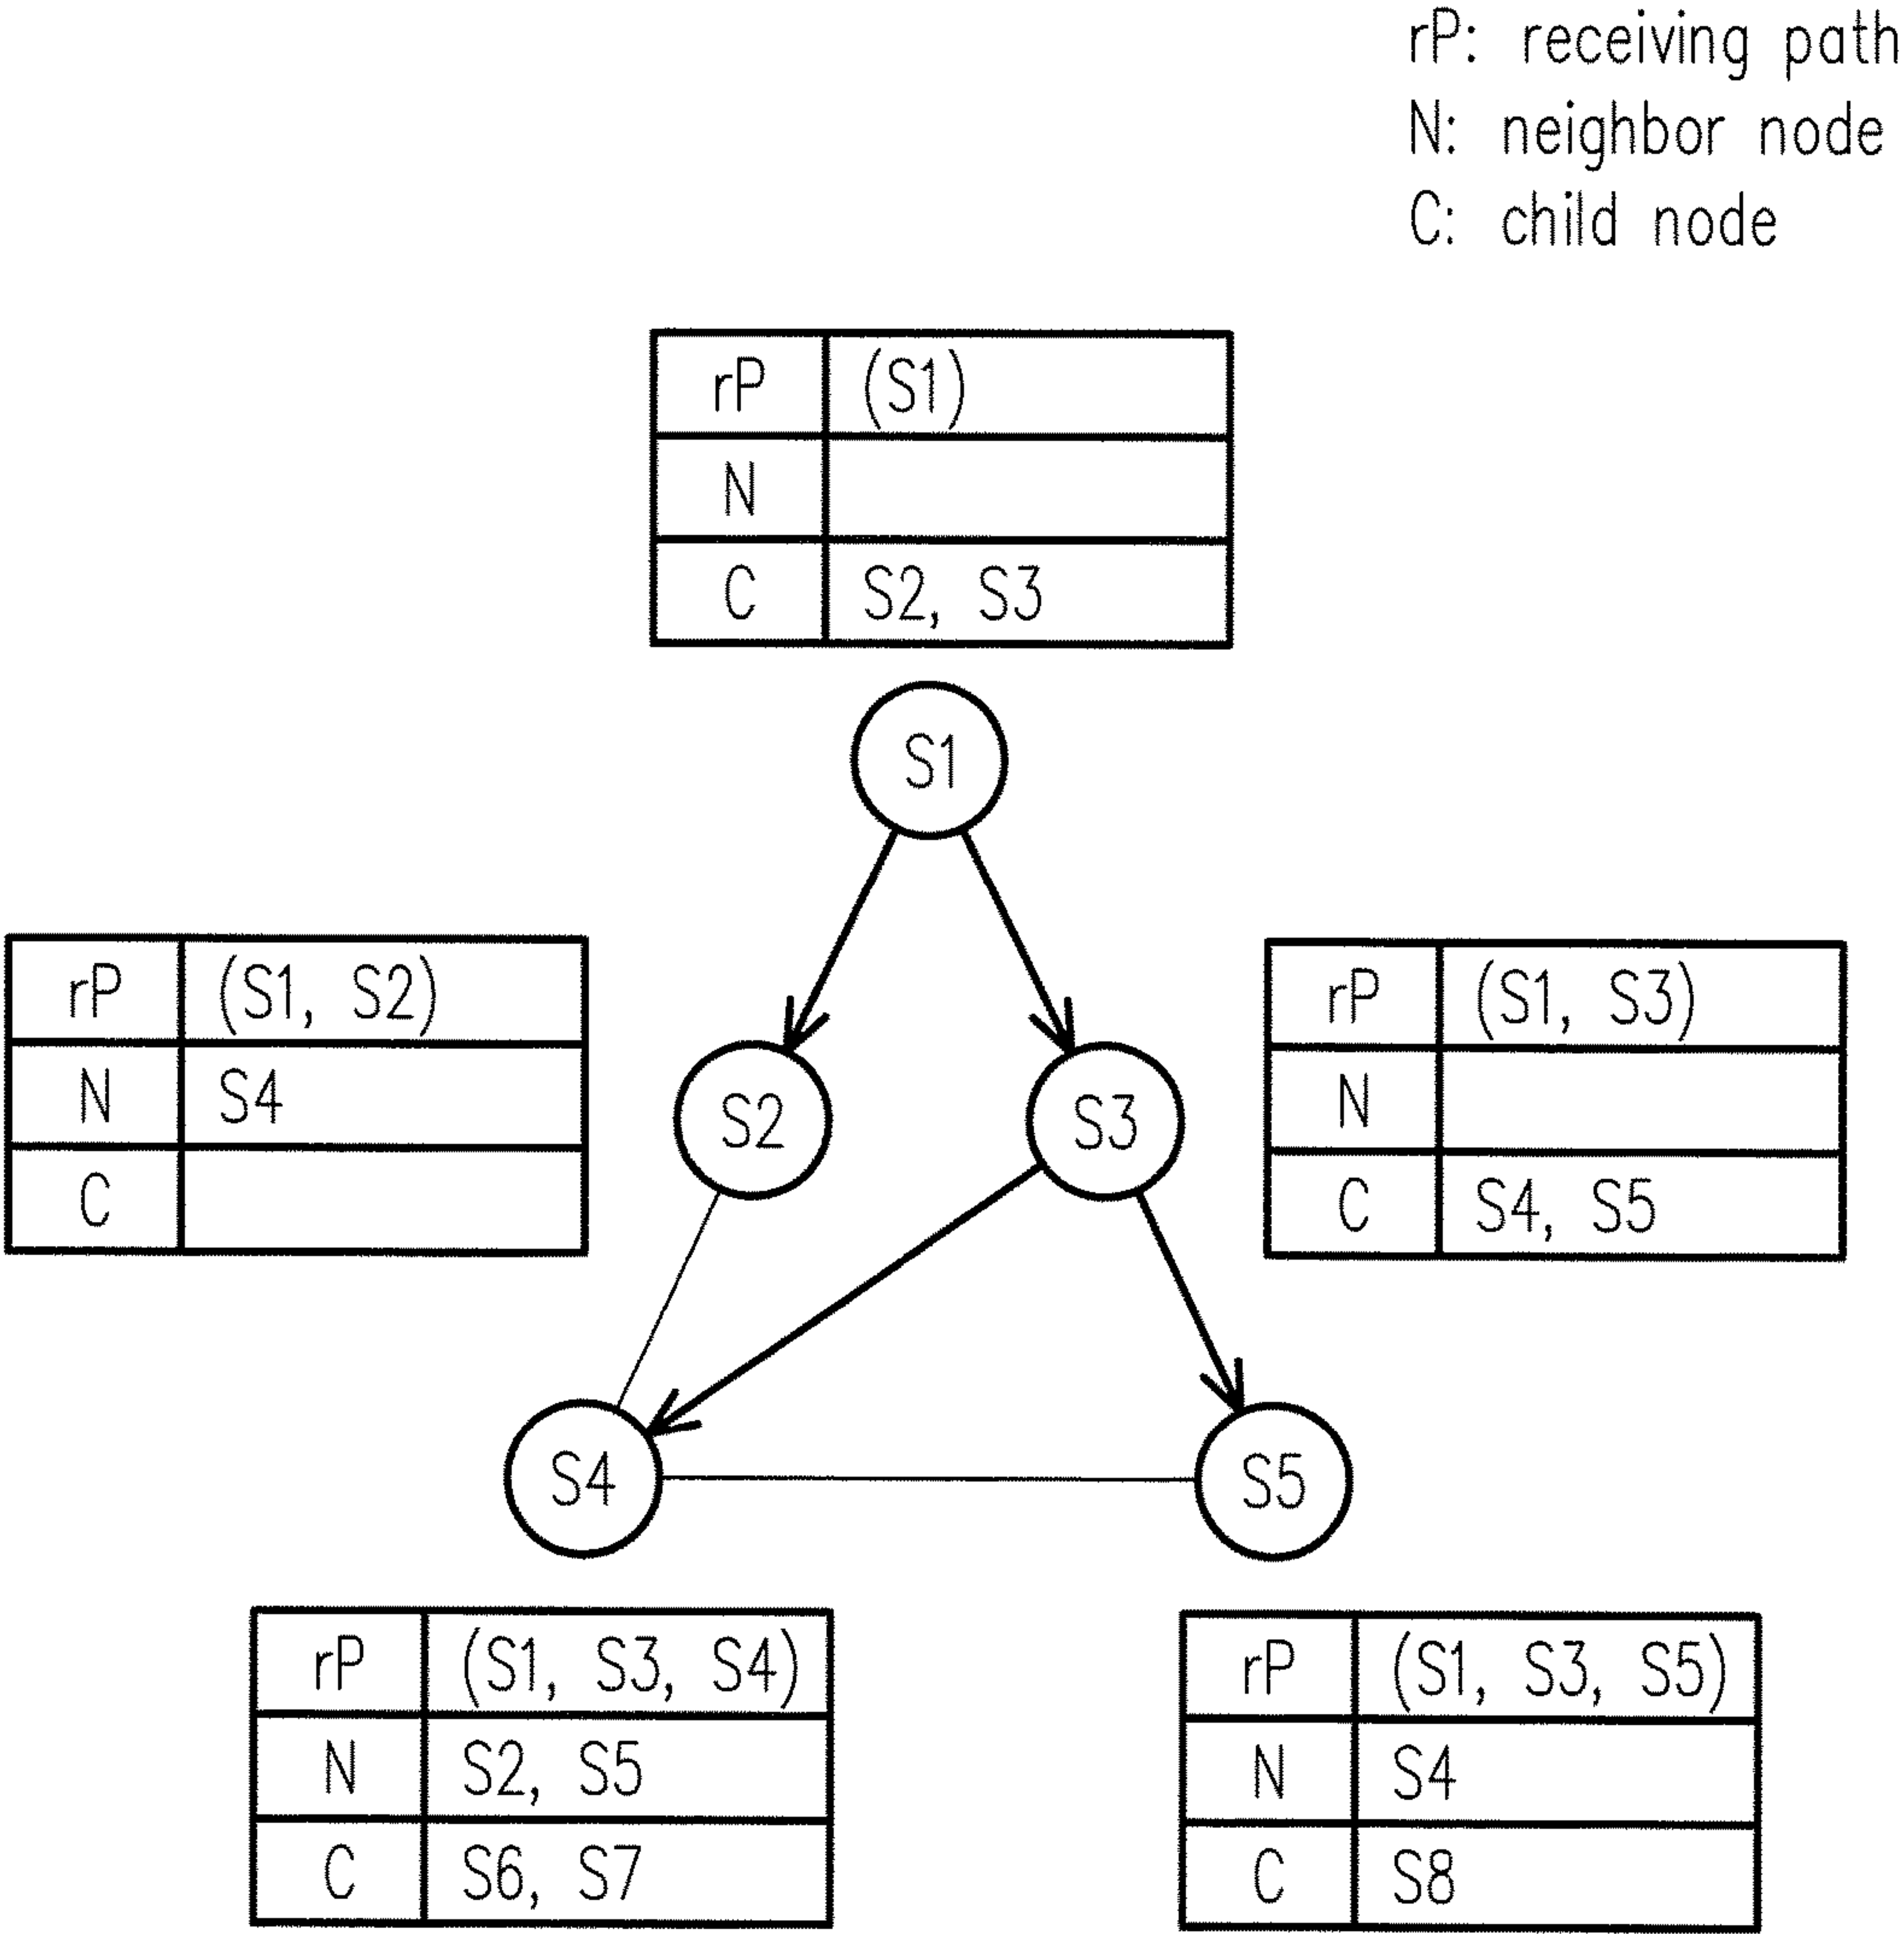 rP: receiving path
N: neighbor node
C: child node
rP (S1)
N
C S2, S3
S1
rP (S1, S2)
N S4
C
S2
S3
rP (S1, S3)
N
C S4, S5
S4
S5
rP (S1, S3, S4)
N S2, S5
C S6, S7
rP (S1, S3, S5)
N S4
C S8